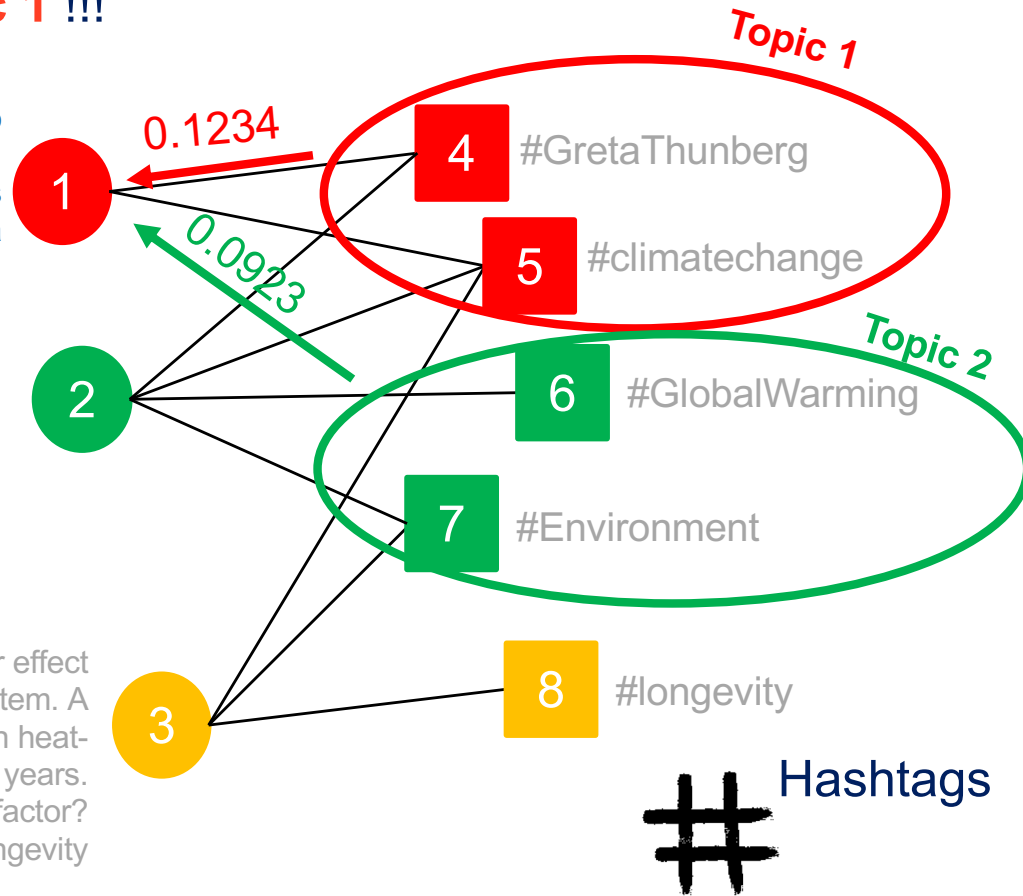 1 !!!
Topic 1
0.1234
4 #GretaThunberg
1
5 #climatechange
0.0923
Topic 2
2
6 #GlobalWarming
7 #Environment
effect
tem. A
heat-
3
8 #longevity
years.
factor?
ngevity
Hashtags